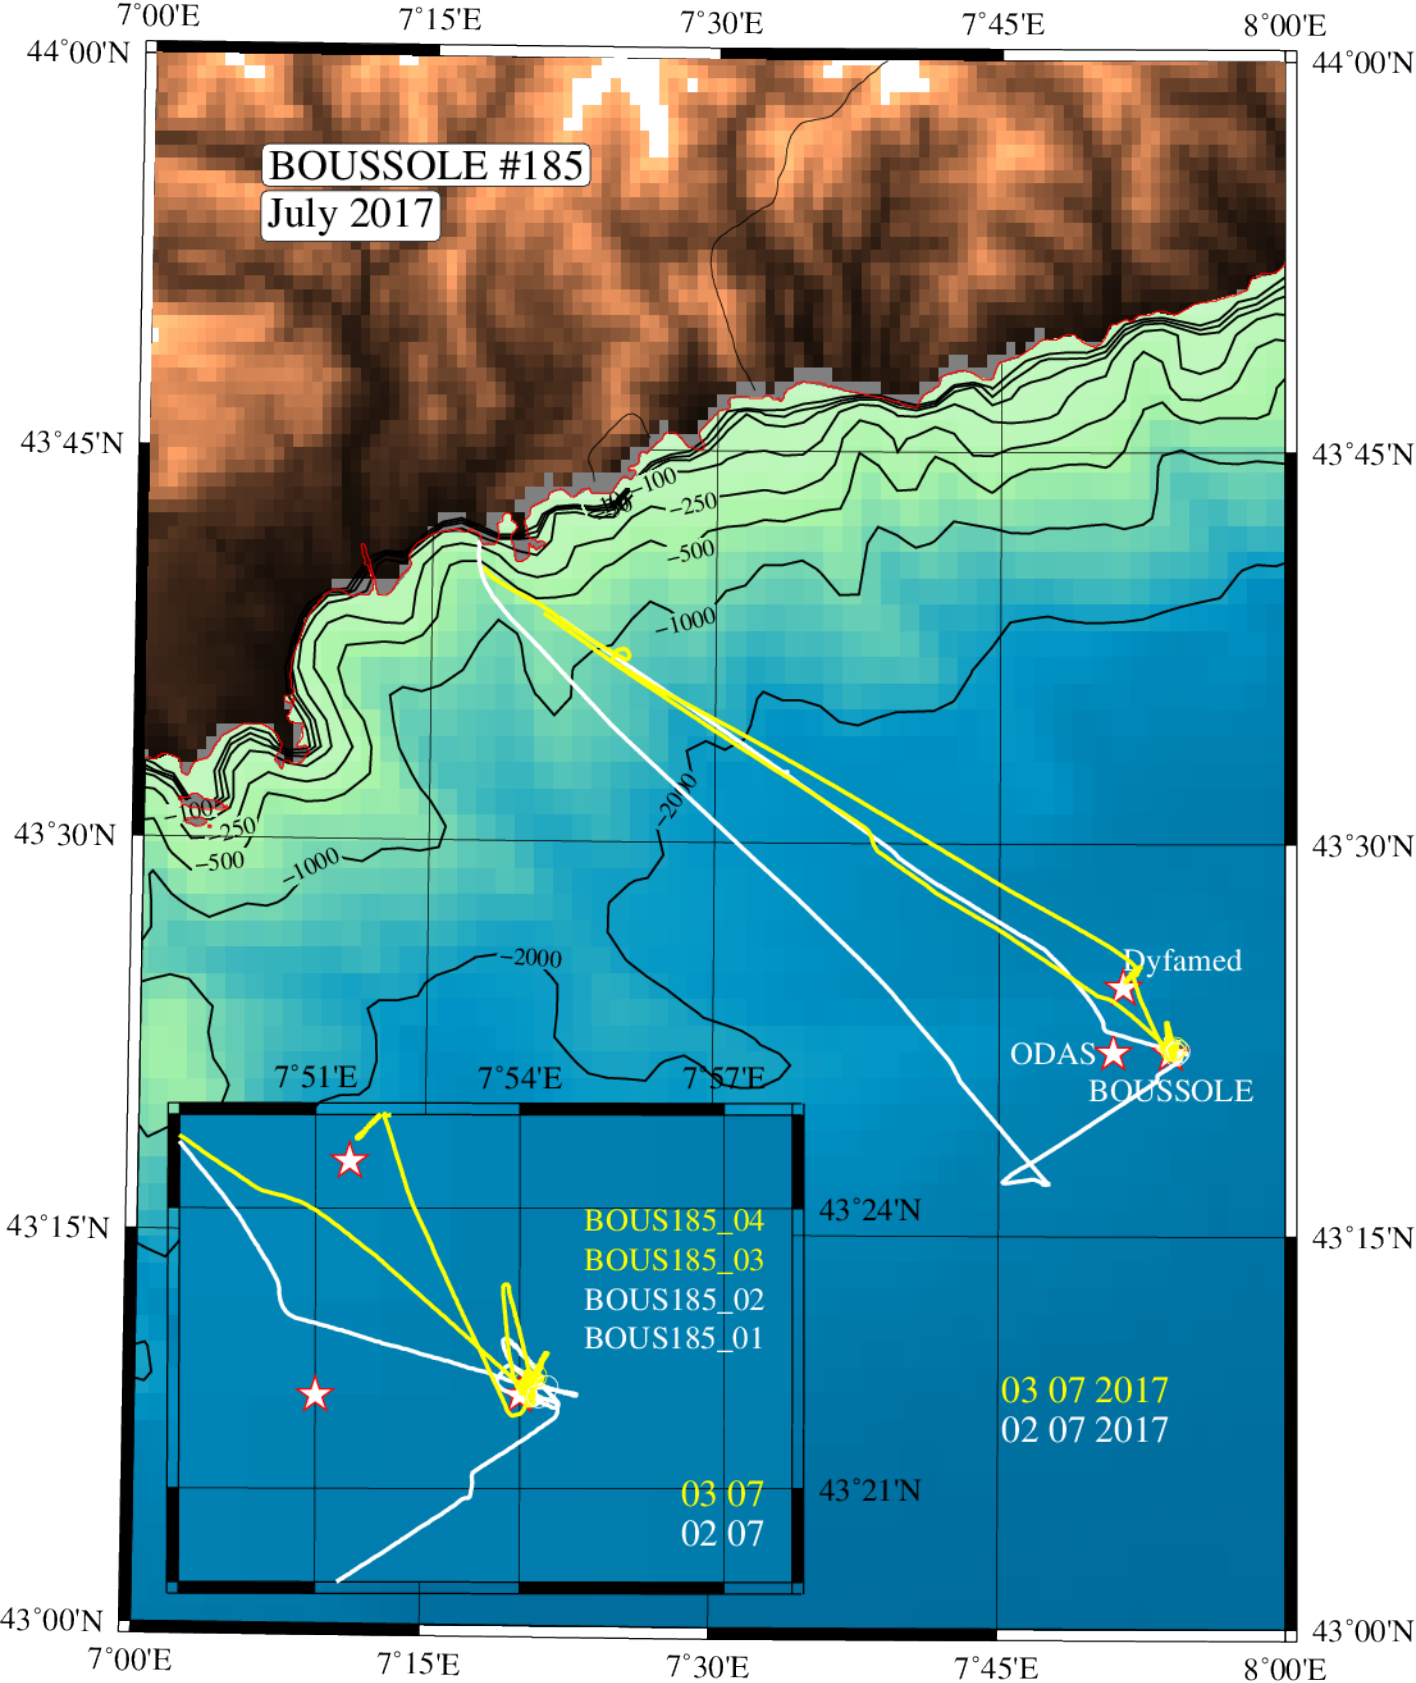 7°00'E 7°15'E 7°30'E 7°45'E 8°00'E
44°00'N 44°00'N
BOUSSOLE #185
July 2017
43°45'N 43°45'N
-100
-250
-500
-1000
-2000
-100
-250
-500
-1000
43°30'N 43°30'N
-2000
Dyfamed
ODAS
BOUSSOLE
7°51'E 7°54'E 7°57'E
43°24'N
BOUS185_04
BOUS185_03
BOUS185_02
BOUS185_01
43°15'N 43°15'N
03 07 2017
02 07 2017
43°21'N
03 07
02 07
43°00'N 43°00'N
7°00'E 7°15'E 7°30'E 7°45'E 8°00'E